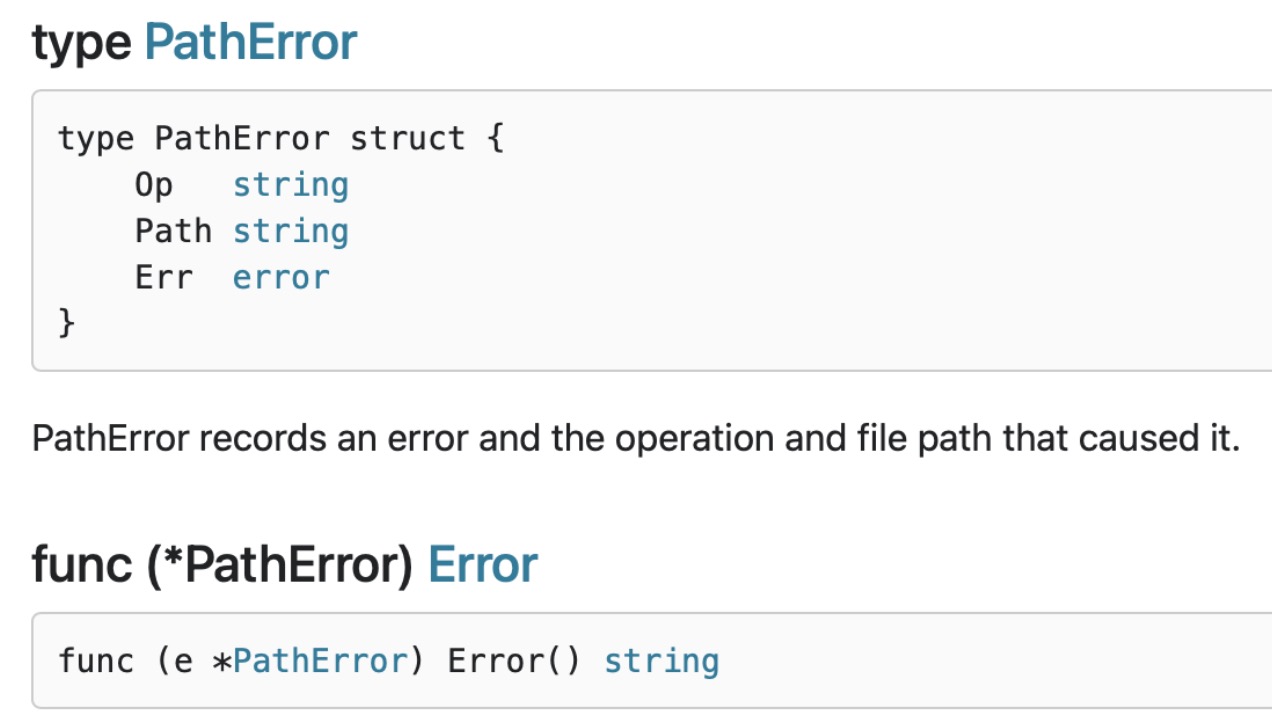 type PathError
type PathError struct {
    Op   string
    Path string
    Err  error
}
PathError records an error and the operation and file path that caused it.
func (*PathError) Error
func (e *PathError) Error() string